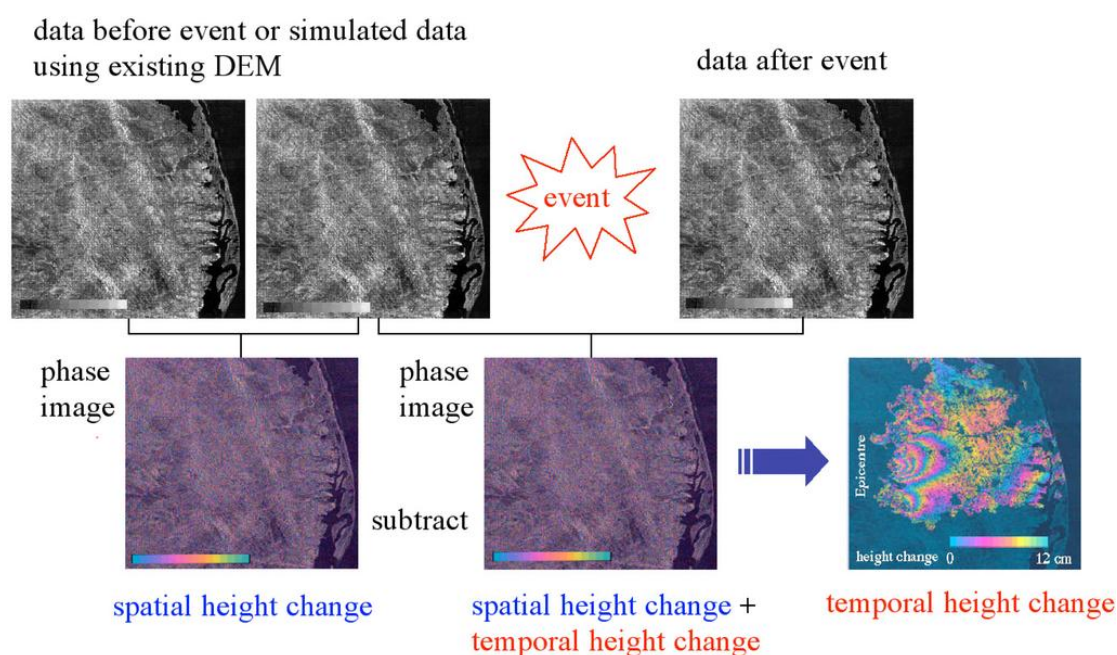 data before event or simulated data
using existing DEM
data after event
event
phase
image
phase
image
subtract
Epicentre
height change 0 12 cm
spatial height change
spatial height change +
temporal height change
temporal height change